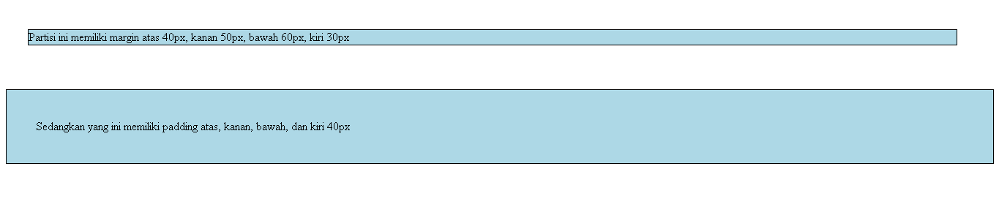 Partisi ini memiliki margin atas 40px, kanan 50px, bawah 60px, kiri 30px
Sedangkan yang ini memiliki padding atas, kanan, bawah, dan kiri 40px